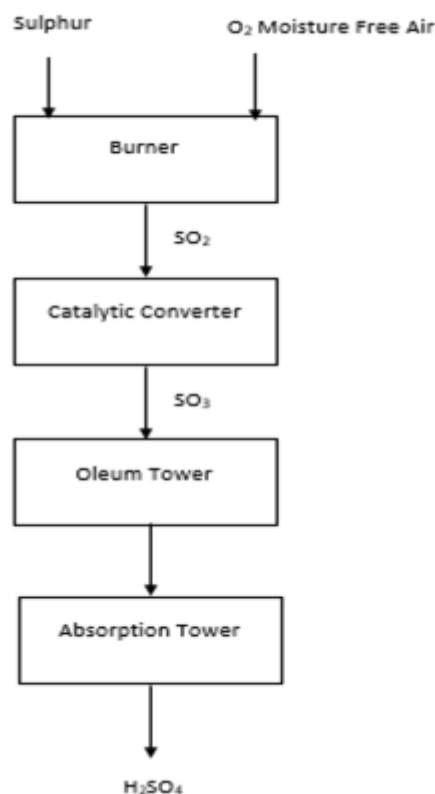 Sulphur
O₂ Moisture Free Air
Burner
SO₂
Catalytic Converter
SO₃
Oleum Tower
Absorption Tower
H₂SO₄